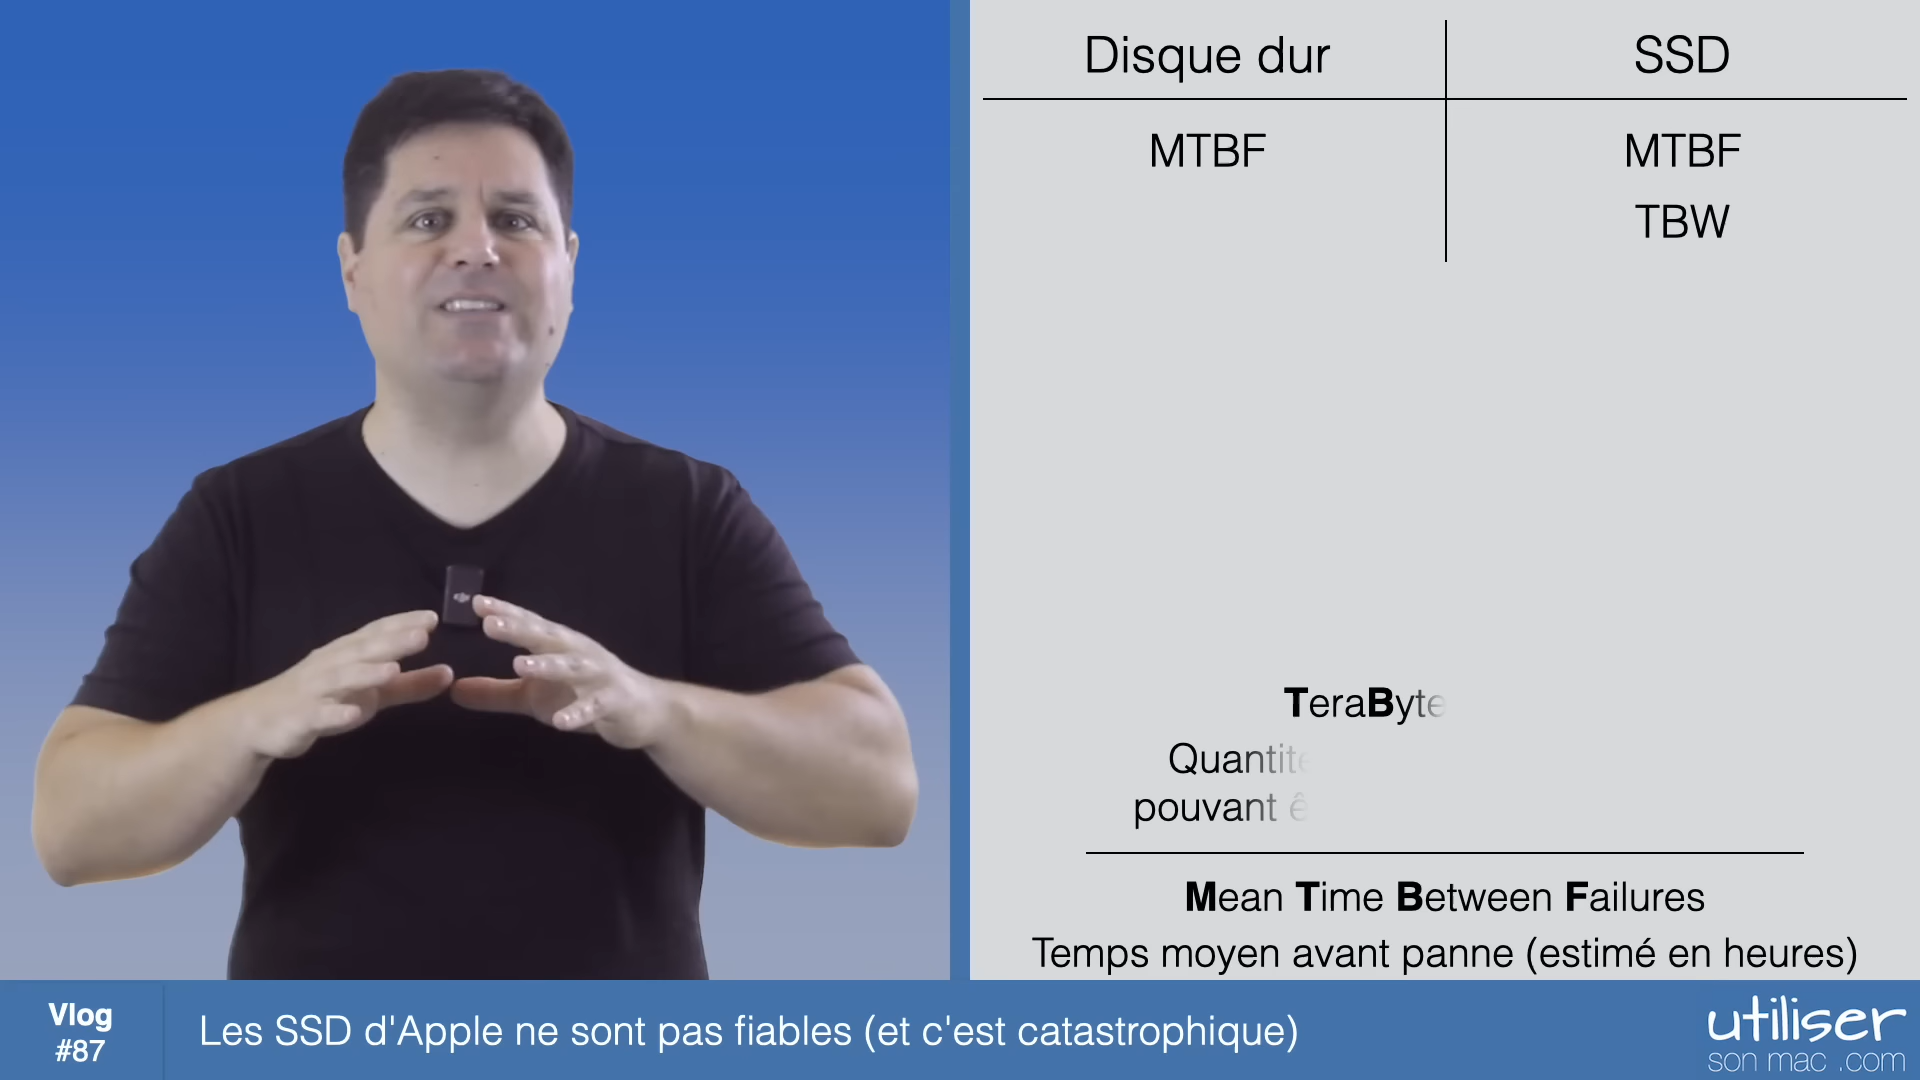 Disque dur
SSD
MTBF
MTBF
TBW
TeraByte
Quantité
pouvant
Mean Time Between Failures
Temps moyen avant panne (estimé en heures)
Vlog
#87
Les SSD d'Apple ne sont pas fiables (et c'est catastrophique)
utiliser
son mac .com